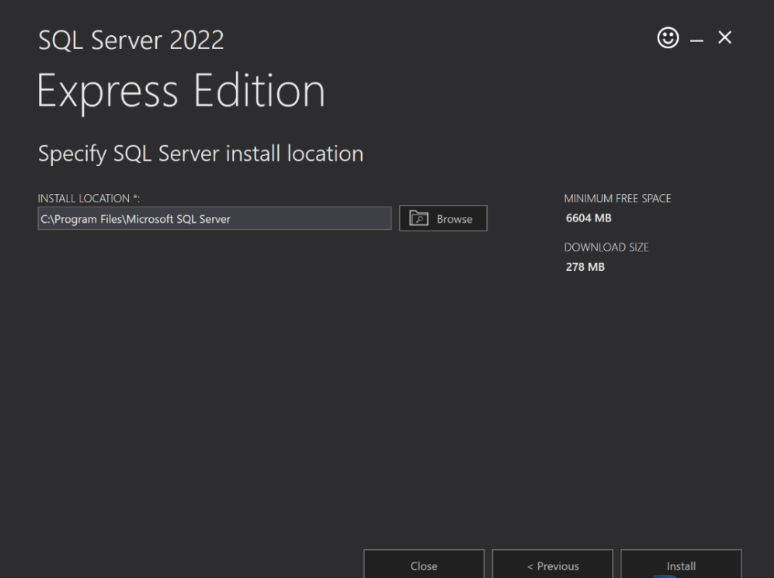 SQL Server 2022
Express Edition
Specify SQL Server install location
INSTALL LOCATION *:
C:\Program Files\Microsoft SQL Server
Browse
MINIMUM FREE SPACE
6604 MB
DOWNLOAD SIZE
278 MB
Close
< Previous
Install